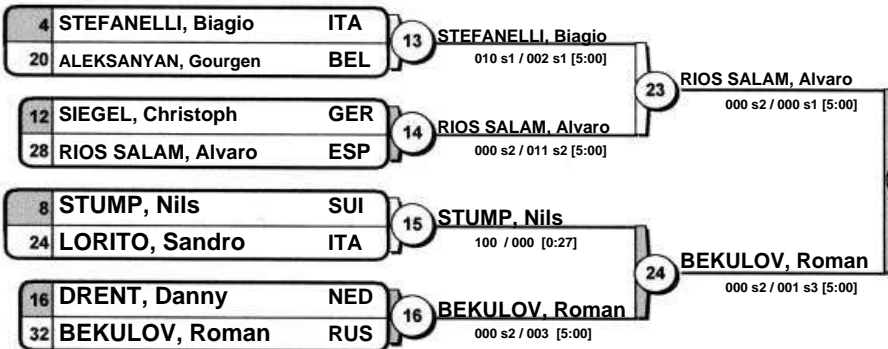 4 STEFANELLI, Biagio ITA
20 ALEKSANYAN, Gourgen BEL
13 STEFANELLI, Biagio
010 s1 / 002 s1 [5:00]
12 SIEGEL, Christoph GER
28 RIOS SALAM, Alvaro ESP
14 RIOS SALAM, Alvaro
000 s2 / 011 s2 [5:00]
23 RIOS SALAM, Alvaro
000 s2 / 000 s1 [5:00]
8 STUMP, Nils SUI
24 LORITO, Sandro ITA
15 STUMP, Nils
100 / 000 [0:27]
16 DRENT, Danny NED
32 BEKULOV, Roman RUS
16 BEKULOV, Roman
000 s2 / 003 [5:00]
24 BEKULOV, Roman
000 s2 / 001 s3 [5:00]